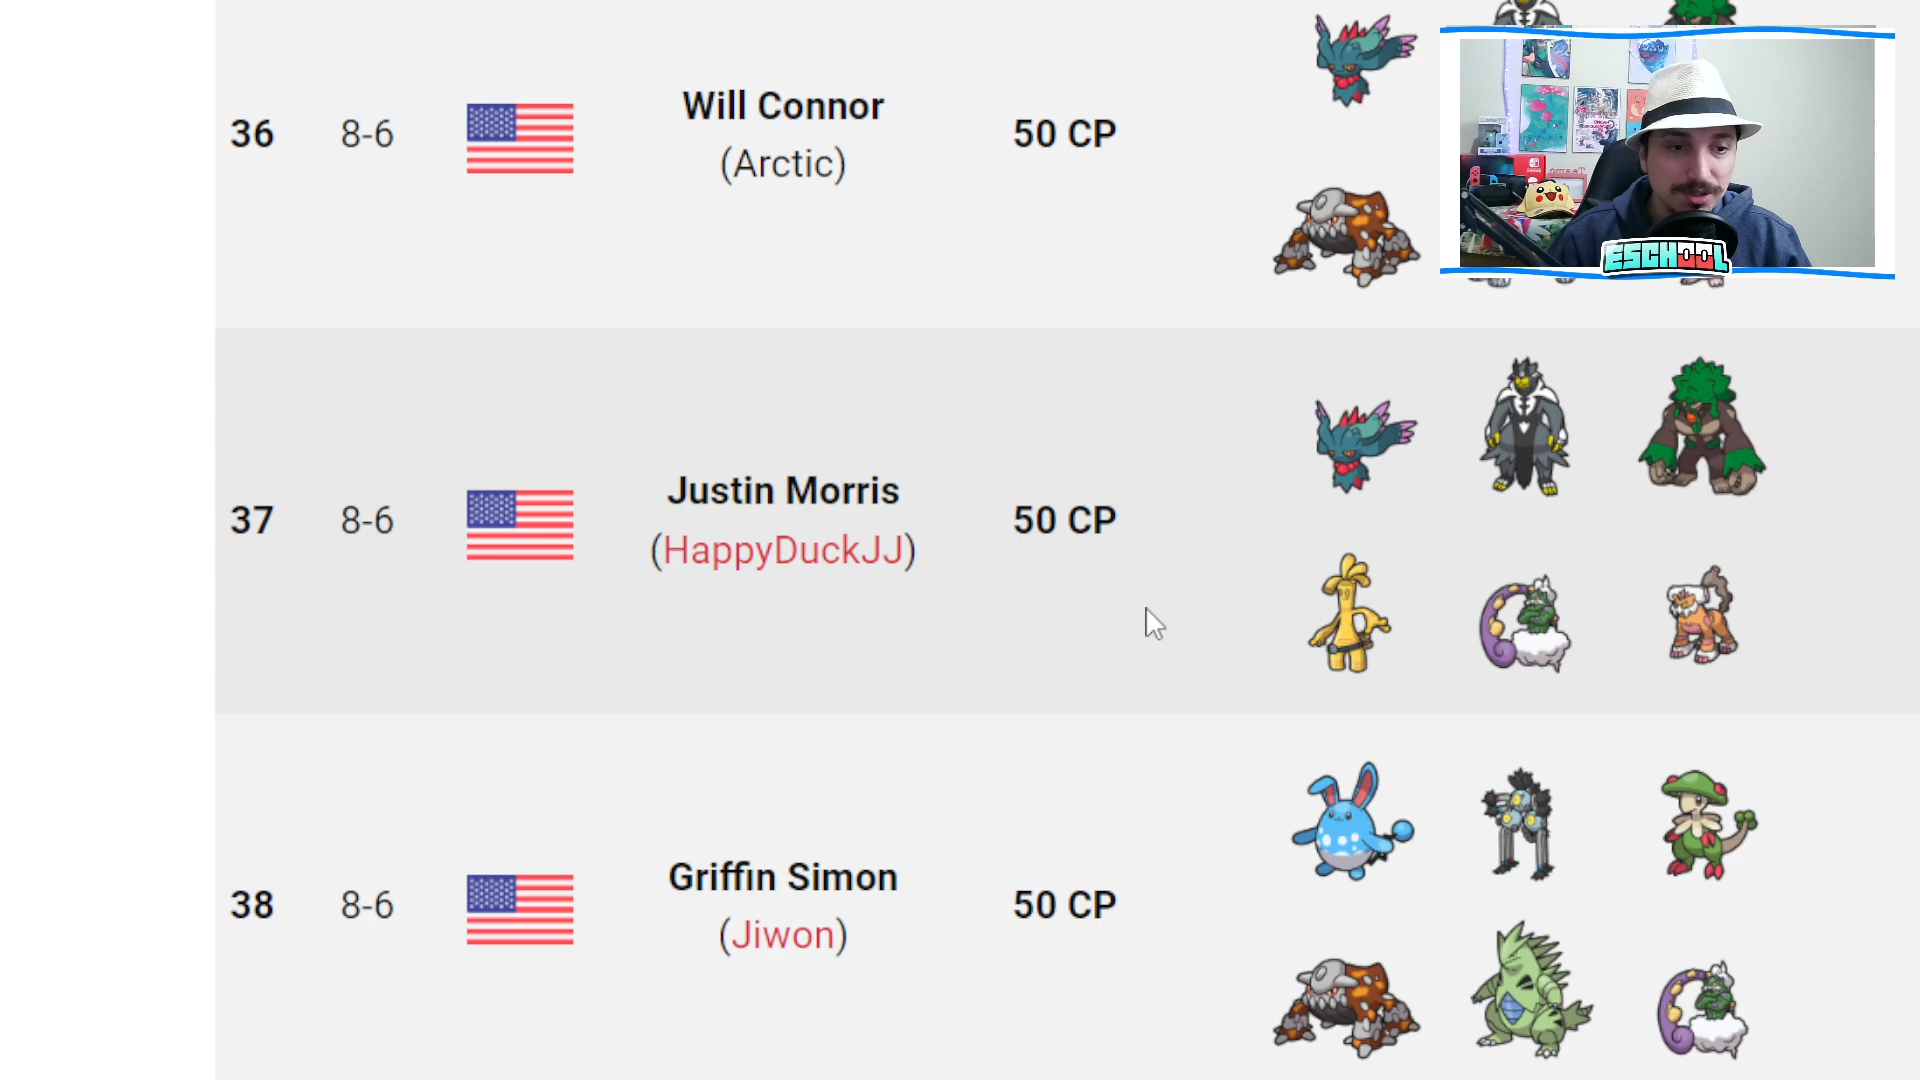 36 8-6 Will Connor 50 CP
(Arctic)
ESCHOOL
37 8-6 Justin Morris 50 CP
(HappyDuckJJ)
38 8-6 Griffin Simon 50 CP
(Jiwon)